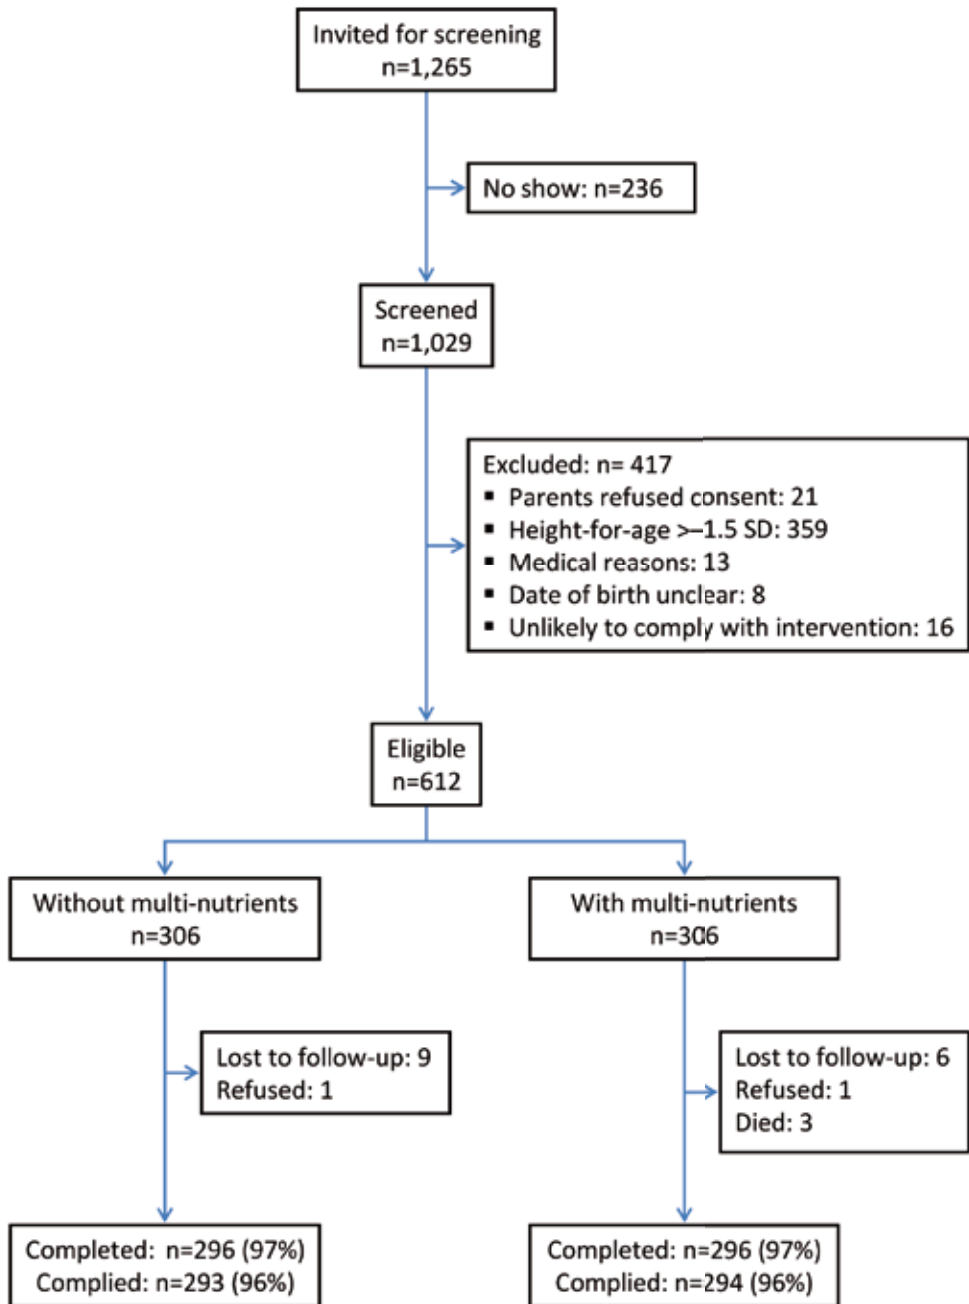 Invited for screening
n=1,265
No show: n=236
Screened
n=1,029
Excluded: n= 417
▪ Parents refused consent: 21
▪ Height-for-age >–1.5 SD: 359
▪ Medical reasons: 13
▪ Date of birth unclear: 8
▪ Unlikely to comply with intervention: 16
Eligible
n=612
Without multi-nutrients
n=306
With multi-nutrients
n=306
Lost to follow-up: 9
Refused: 1
Lost to follow-up: 6
Refused: 1
Died: 3
Completed: n=296 (97%)
Complied: n=293 (96%)
Completed: n=296 (97%)
Complied: n=294 (96%)